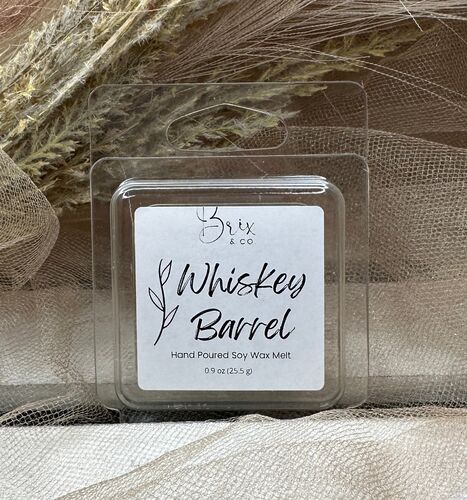 Brix
& CO
Whiskey
Barrel
Hand Poured Soy Wax Melt
0.9 oz (25.5 g)